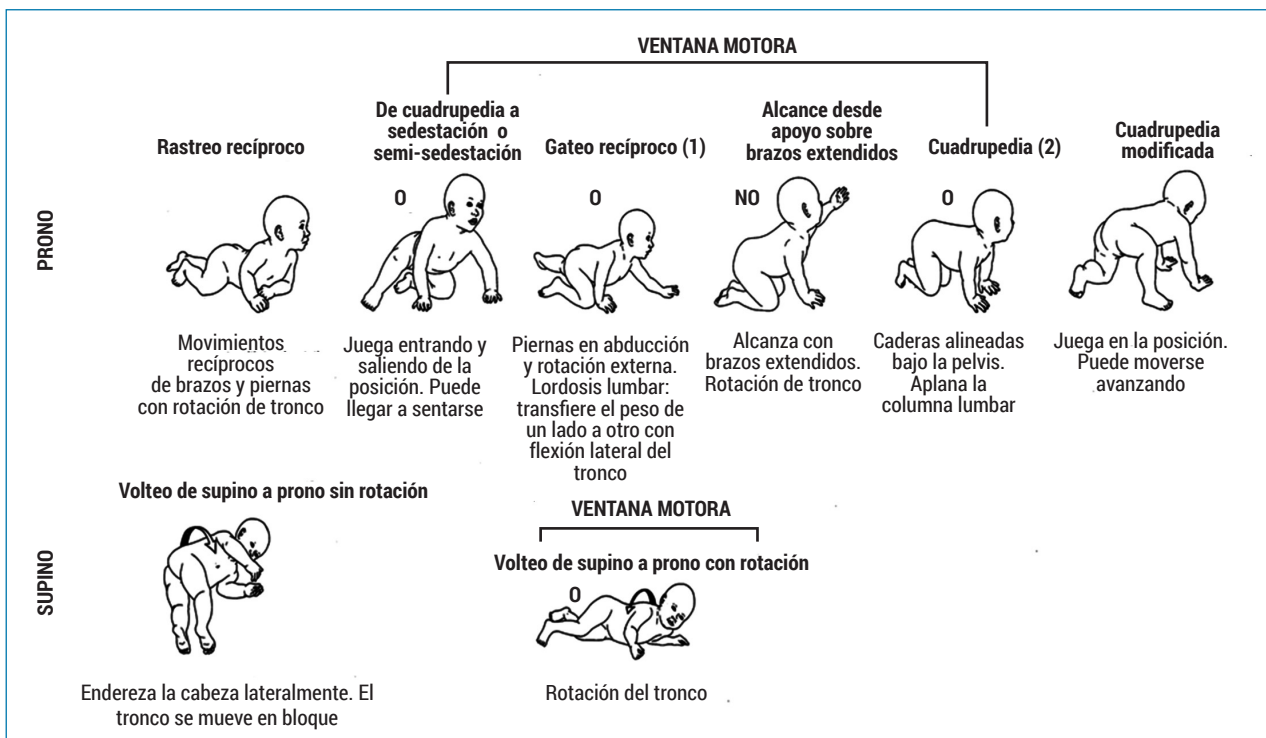 VENTANA MOTORA
Rastreo recíproco
De cuadrupedia a
sedestación o
semi-sedestación
Gateo recíproco (1)
Alcance desde
apoyo sobre
brazos extendidos
Cuadrupedia (2)
Cuadrupedia
modificada
PRONO
O
O
NO
O
Movimientos
recíprocos
de brazos y piernas
con rotación de tronco
Juega entrando y
saliendo de la
posición. Puede
llegar a sentarse
Piernas en abducción
y rotación externa.
Lordosis lumbar:
transfiere el peso de
un lado a otro con
flexión lateral del
tronco
Alcanza con
brazos extendidos.
Rotación de tronco
Caderas alineadas
bajo la pelvis.
Aplana la
columna lumbar
Juega en la posición.
Puede moverse
avanzando
SUPINO
Volteo de supino a prono sin rotación
Endereza la cabeza lateralmente. El
tronco se mueve en bloque
VENTANA MOTORA
Volteo de supino a prono con rotación
O
Rotación del tronco